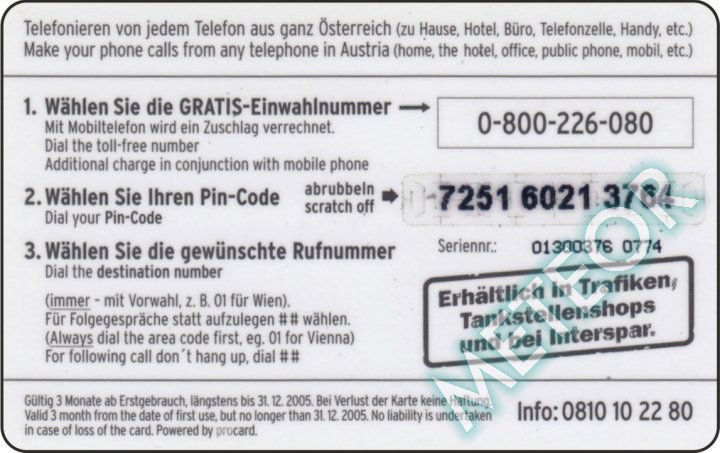 Telefonieren von jedem Telefon aus ganz Österreich (zu Hause, Hotel, Büro, Telefonzelle, Handy, etc.)
Make your phone calls from any telephone in Austria (home, the hotel, office, public phone, mobil, etc.)
1. Wählen Sie die GRATIS-Einwahlnummer → 0-800-226-080
Mit Mobiltelefon wird ein Zuschlag verrechnet.
Dial the toll-free number
Additional charge in conjunction with mobile phone
2. Wählen Sie Ihren Pin-Code abrubbeln → 7251 6021 3764
Dial your Pin-Code scratch off
3. Wählen Sie die gewünschte Rufnummer Seriennr.: 01300376 0774
Dial the destination number
(immer - mit Vorwahl, z. B. 01 für Wien).
Für Folgegespräche statt aufzulegen ## wählen.
(Always dial the area code first, eg. 01 for Vienna)
For following call don´t hang up, dial ##
Erhältlich in Trafiken,
Tankstellenshops
und bei Interspar.
METEOR
Gültig 3 Monate ab Erstgebrauch, längstens bis 31. 12. 2005. Bei Verlust der Karte keine Haftung.
Valid 3 month from the date of first use, but no longer than 31. 12. 2005. No liability is undertaken
in case of loss of the card. Powered by procard.
Info: 0810 10 22 80